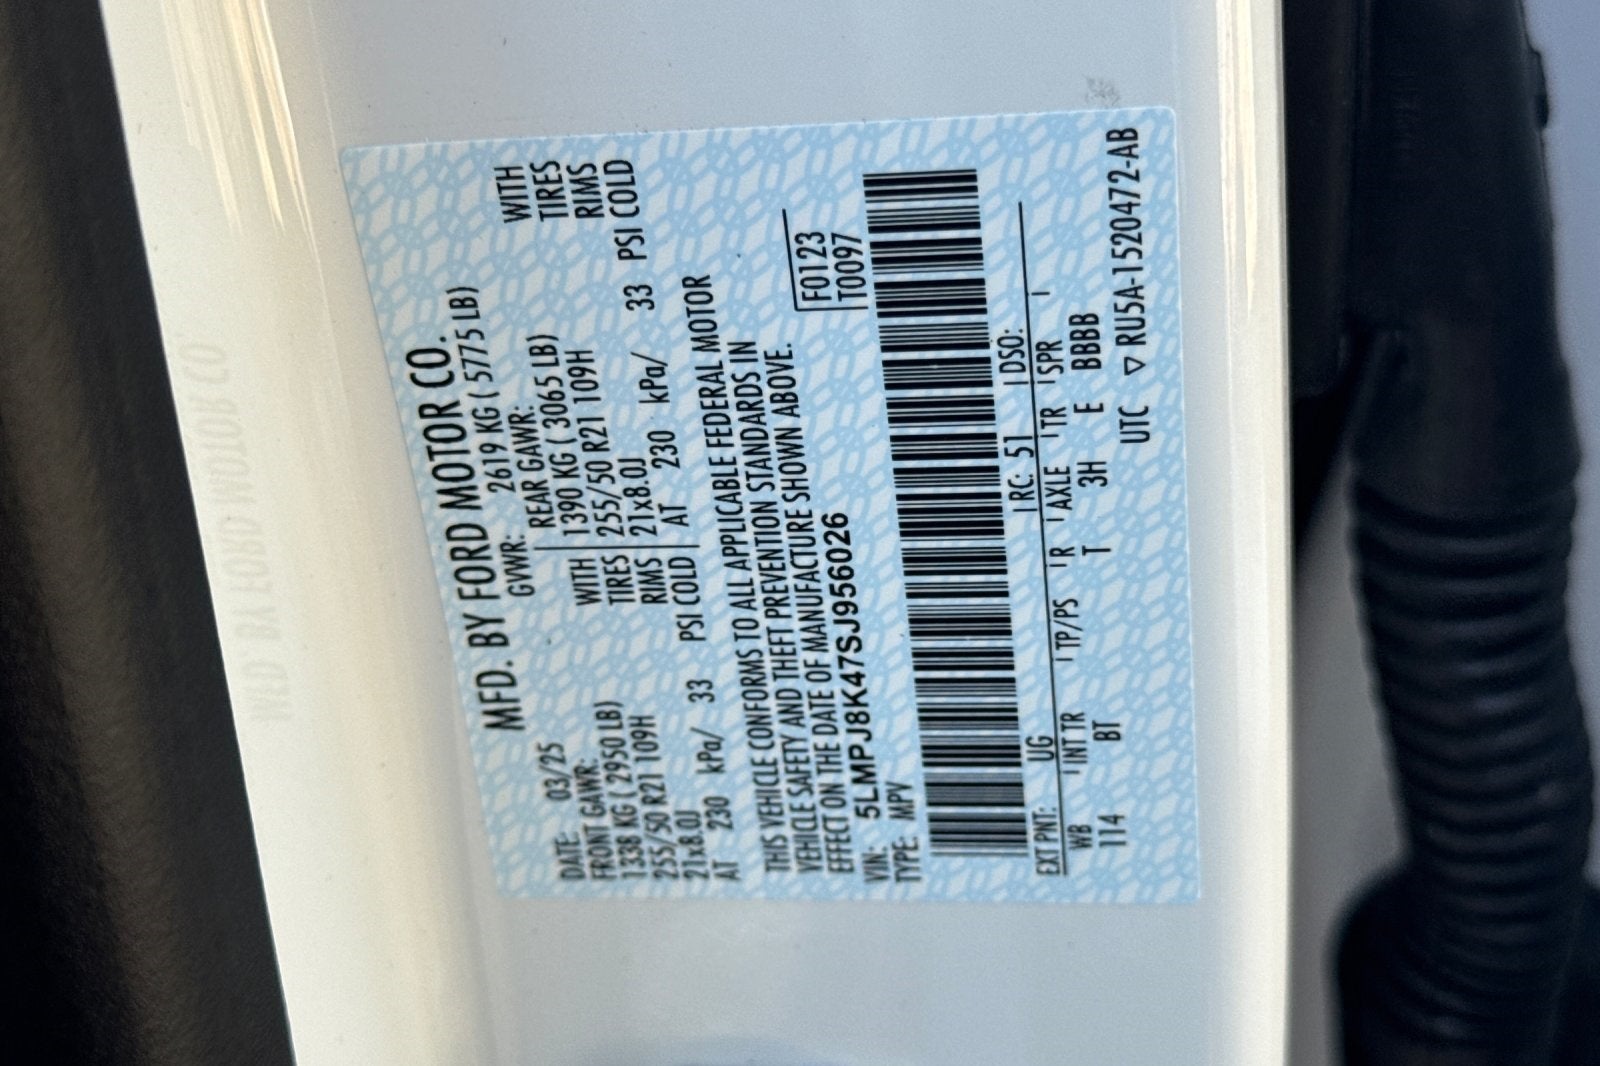 MFD. BY FORD MOTOR CO.
DATE: 03/25 GVWR: 2619 KG ( 5775 LB)
FRONT GAWR: REAR GAWR:
1338 KG ( 2950 LB) WITH 1390 KG ( 3065 LB) WITH
255/50 R21 109H TIRES 255/50 R21 109H TIRES
21x8.0J RIMS 21x8.0J RIMS
AT 230 kPa/ 33 PSI COLD AT 230 kPa/ 33 PSI COLD
THIS VEHICLE CONFORMS TO ALL APPLICABLE FEDERAL MOTOR
VEHICLE SAFETY AND THEFT PREVENTION STANDARDS IN
EFFECT ON THE DATE OF MANUFACTURE SHOWN ABOVE.
VIN: 5LMPJ8K47SJ956026 F0123
TYPE: MPV T0097
EXT PNT: UG RC: 51 DSO:
WB INT TR TP/PS R AXLE TR SPR
114 BT T 3H E BBBB
UTC ▽ RU5A-1520472-AB